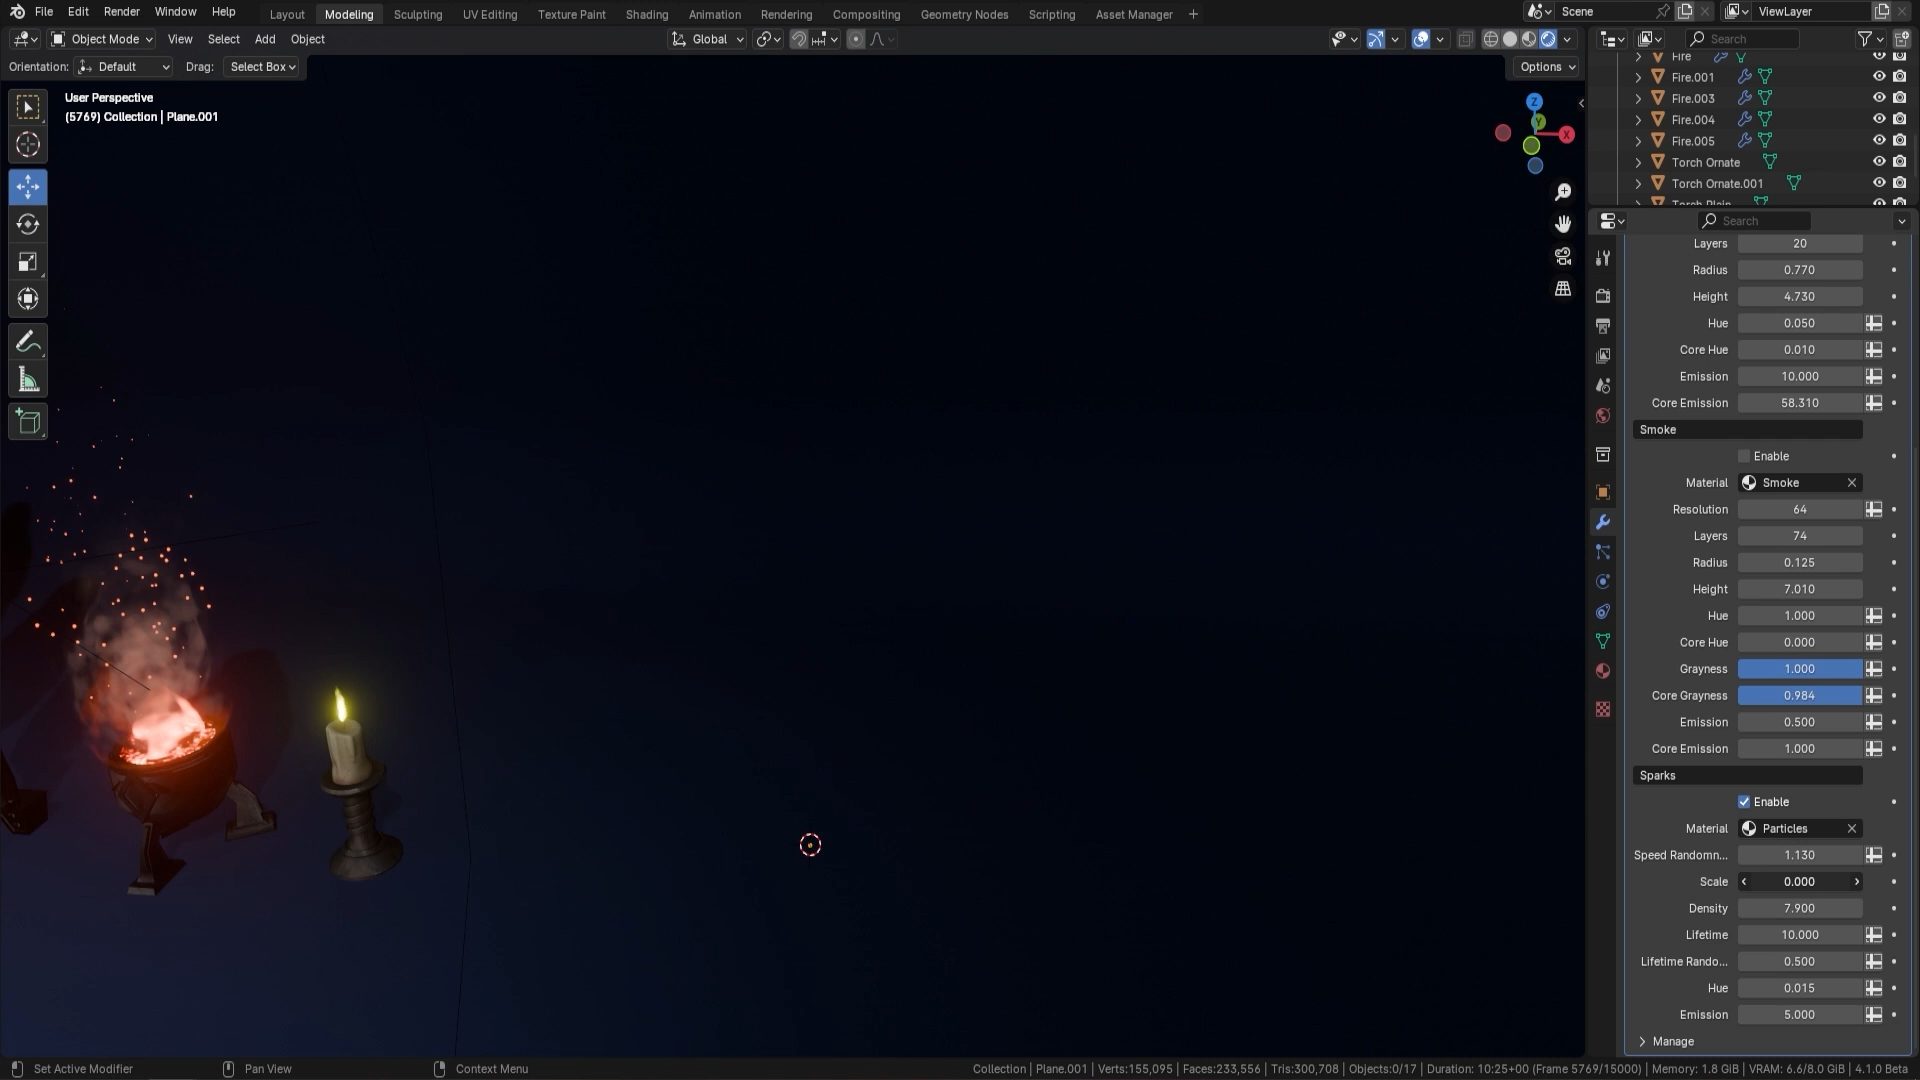 File Edit Render Window Help Layout Modeling Sculpting UV Editing Texture Paint Shading Animation Rendering Compositing Geometry Nodes Scripting Asset Manager + Scene ViewLayer
Object Mode View Select Add Object Global Search
Orientation: Default Drag: Select Box Options
User Perspective
(5769) Collection | Plane.001
Z
Y
X
Fire
Fire.001
Fire.003
Fire.004
Fire.005
Torch Ornate
Torch Ornate.001
Torch Plain
Search
Layers 20
Radius 0.770
Height 4.730
Hue 0.050
Core Hue 0.010
Emission 10.000
Core Emission 58.310
Smoke
Enable
Material Smoke
Resolution 64
Layers 74
Radius 0.125
Height 7.010
Hue 1.000
Core Hue 0.000
Grayness 1.000
Core Grayness 0.984
Emission 0.500
Core Emission 1.000
Sparks
Enable
Material Particles
Speed Randomn... 1.130
Scale 0.000
Density 7.900
Lifetime 10.000
Lifetime Rando... 0.500
Hue 0.015
Emission 5.000
Manage
Set Active Modifier Pan View Context Menu Collection | Plane.001 | Verts:155,095 | Faces:233,556 | Tris:300,708 | Objects:0/17 | Duration: 10:25+00 (Frame 5769/15000) | Memory: 1.8 GiB | VRAM: 6.6/8.0 GiB | 4.1.0 Beta